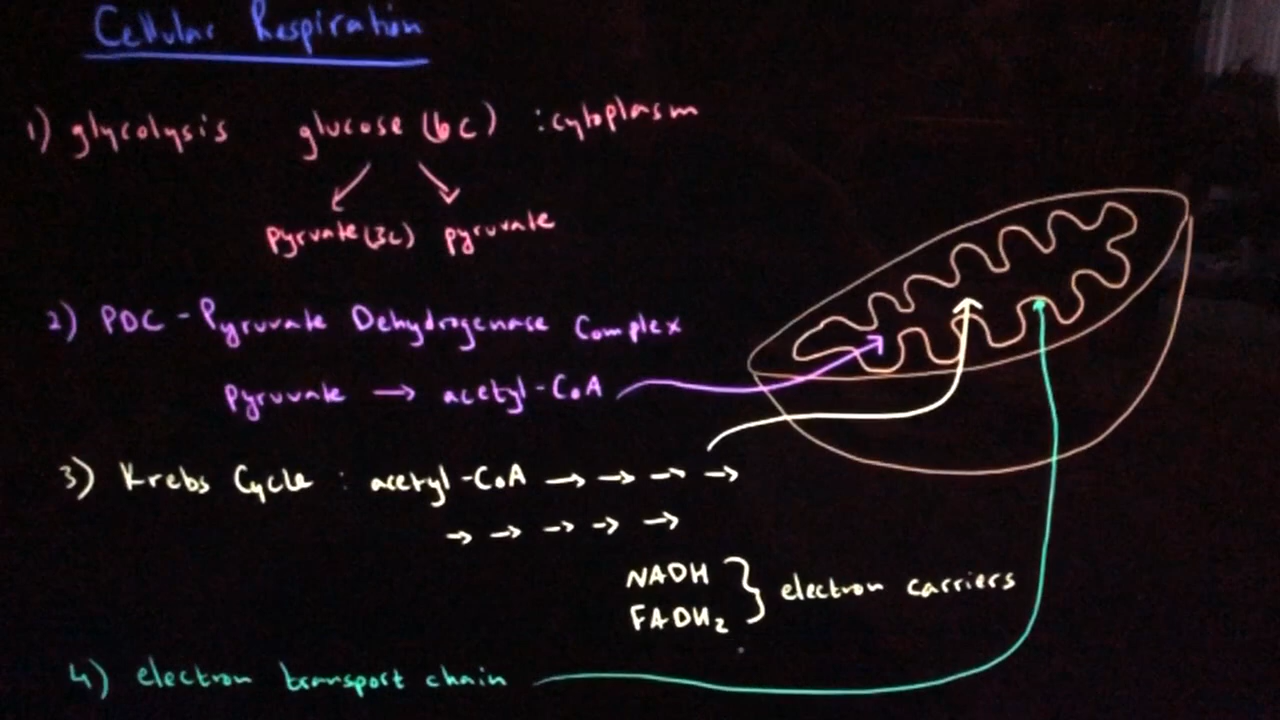 Cellular Respiration
1) glycolysis glucose (6c) : cytoplasm
pyruvate (3c) pyruvate
2) PDC - Pyruvate Dehydrogenase Complex
Pyruvate → acetyl-CoA
3) Krebs Cycle : acetyl-CoA → → → →
→ → → → →
NADH
FADH₂ } electron carriers
4) electron transport chain